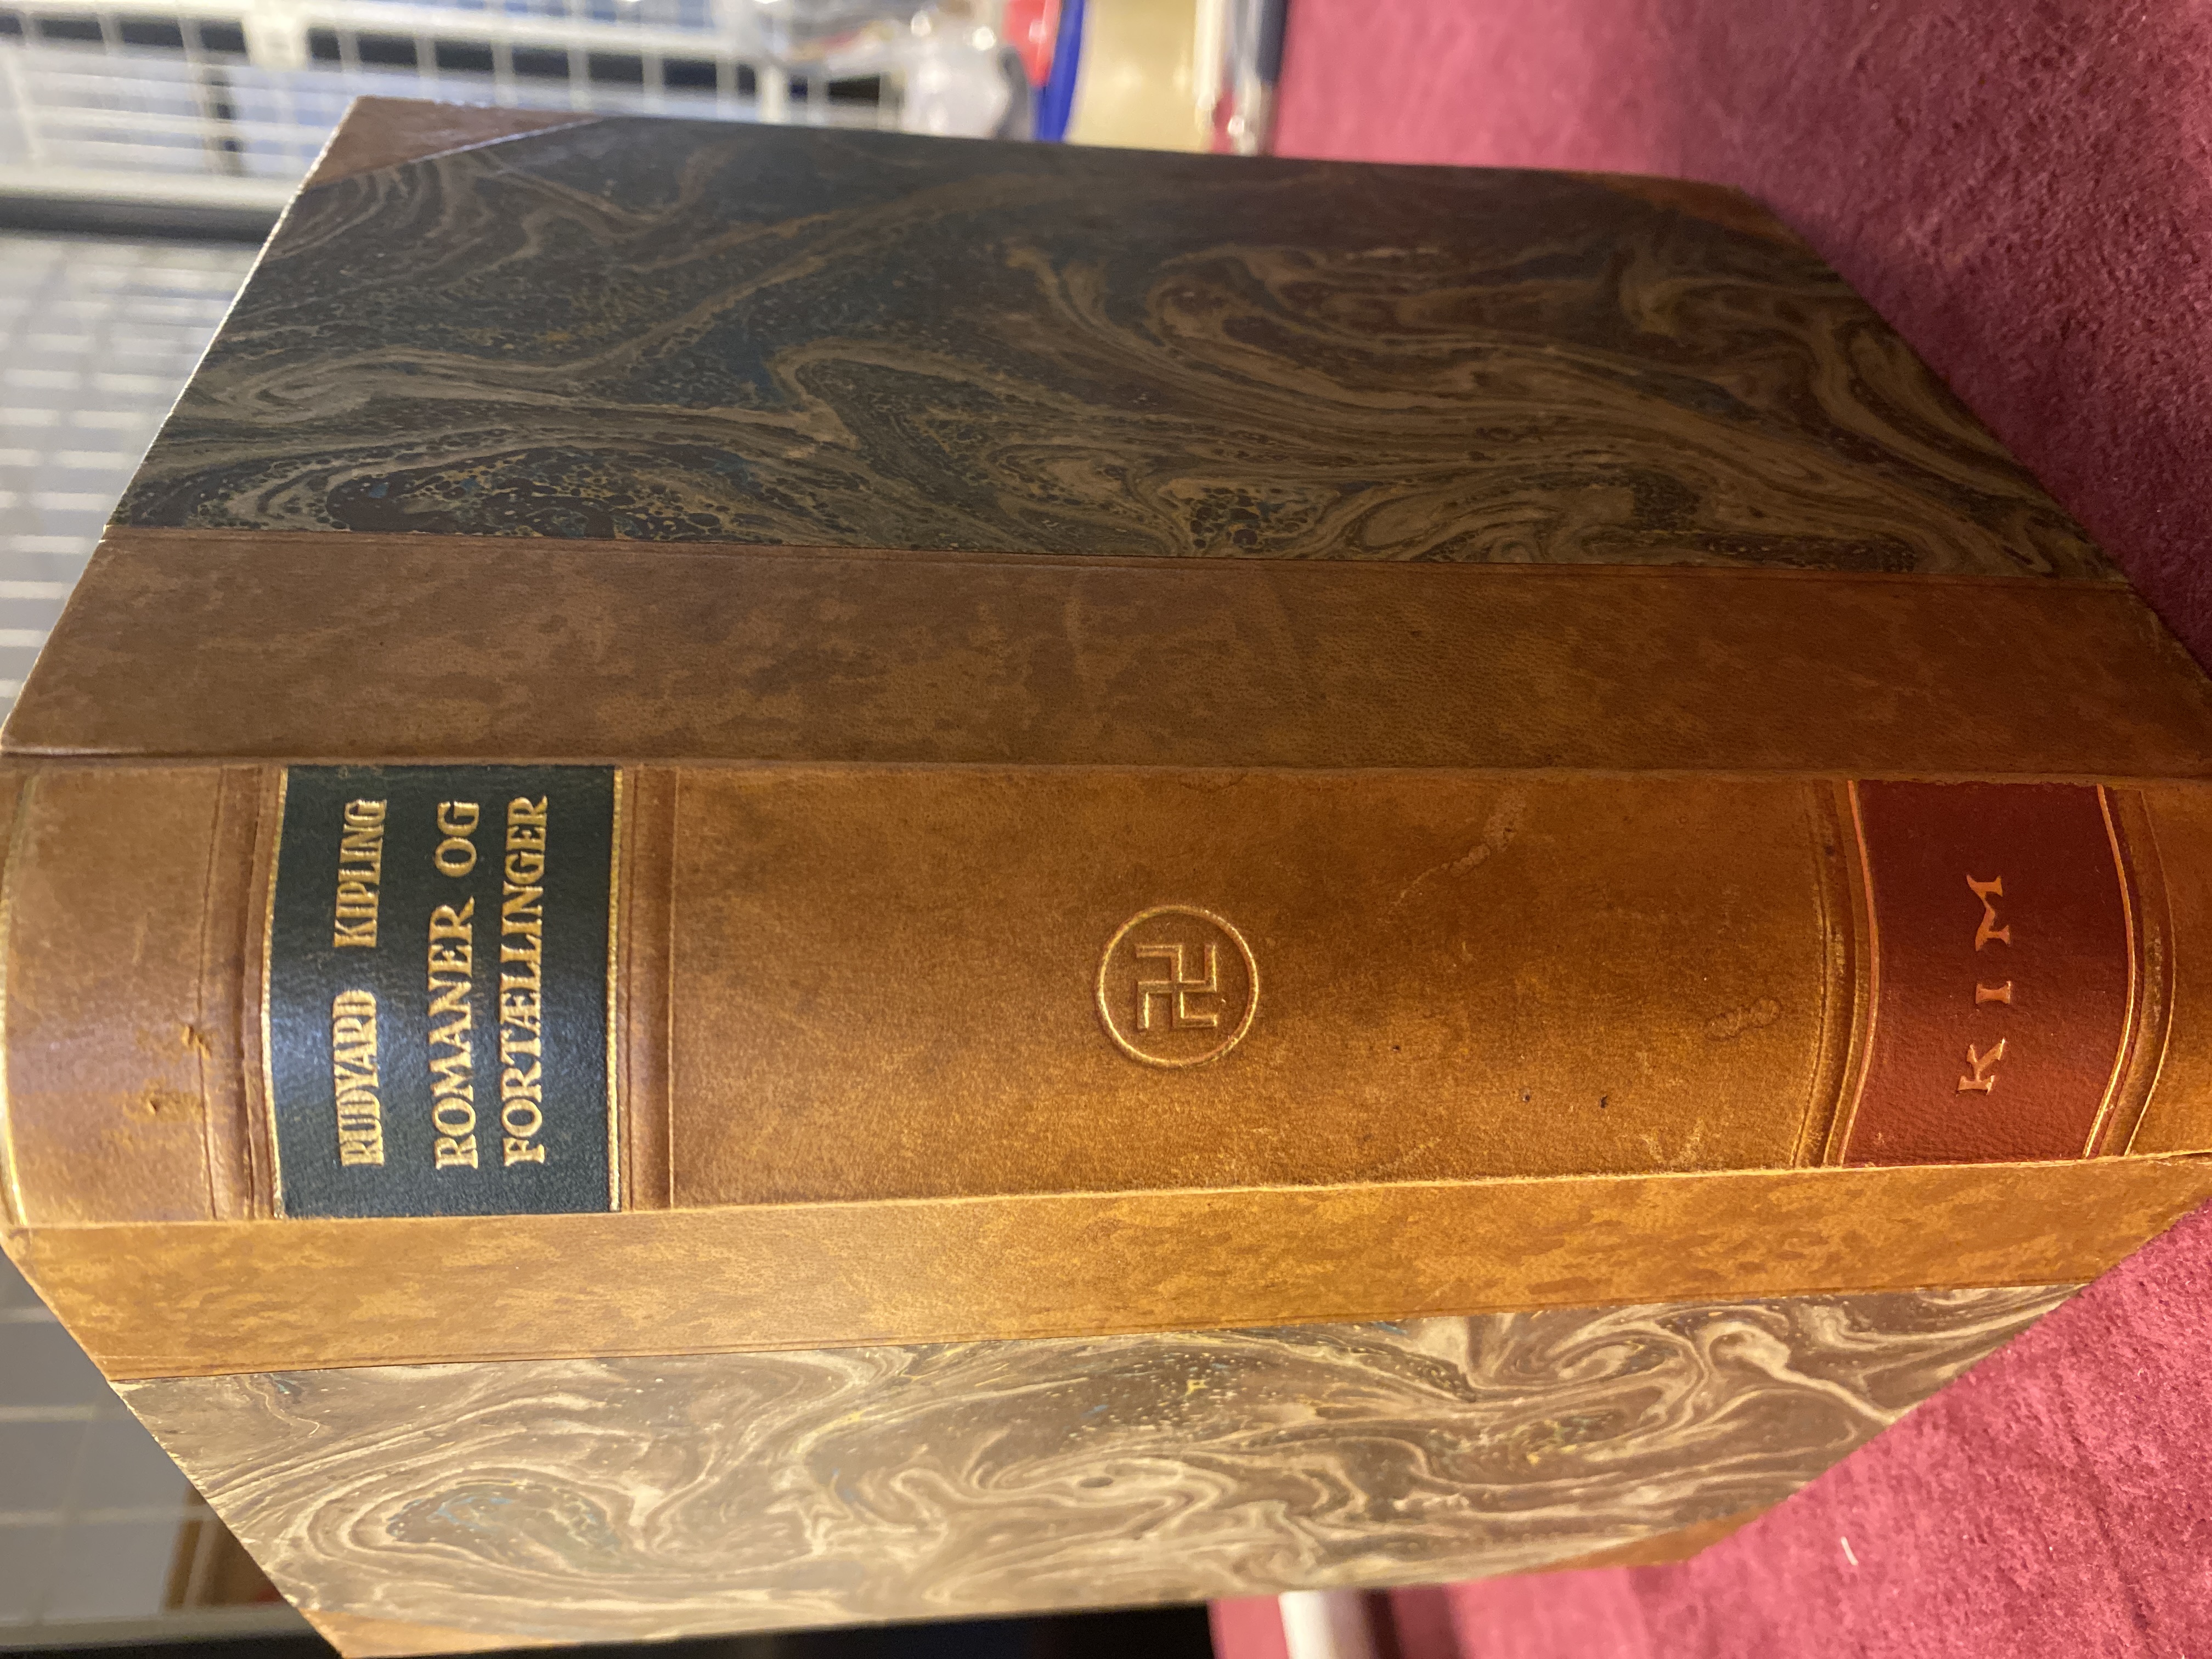 RUDYARD KIPLING
ROMANER OG
FORTÆLLINGER
KIM